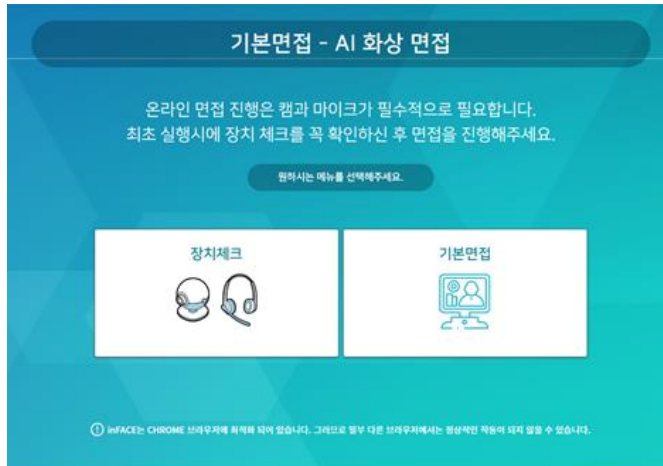 기본면접 - AI 화상 면접
온라인 면접 진행은 캠과 마이크가 필수적으로 필요합니다.
최초 실행시에 장치 체크를 꼭 확인하신 후 면접을 진행해주세요.
원하시는 메뉴를 선택해주세요.
장치체크
기본면접
inFACE는 CHROME 브라우저에 최적화 되어 있습니다. 그러므로 일부 다른 브라우저에서는 정상적인 작동이 되지 않을 수 있습니다.